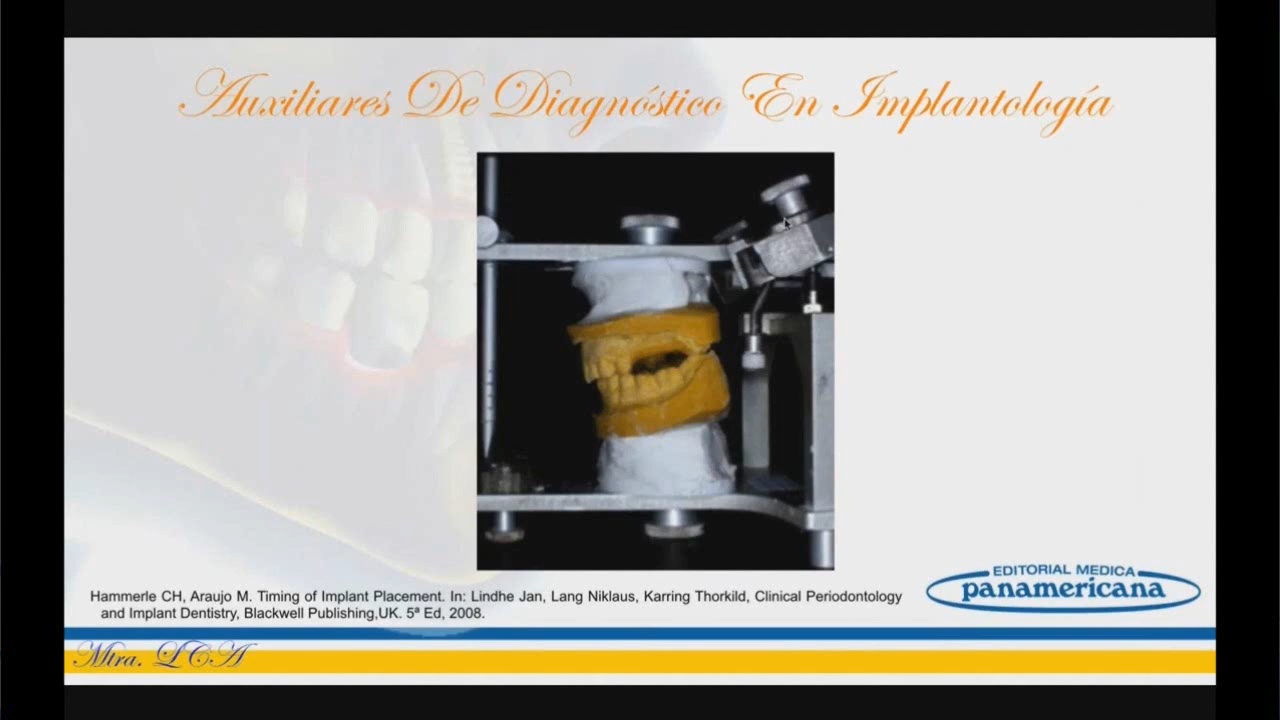 Auxiliares De Diagnóstico En Implantología
Hammerle CH, Araujo M. Timing of Implant Placement. In: Lindhe Jan, Lang Niklaus, Karring Thorkild, Clinical Periodontology
and Implant Dentistry, Blackwell Publishing,UK. 5ª Ed, 2008.
EDITORIAL MEDICA
panamericana
Mtra. LCA